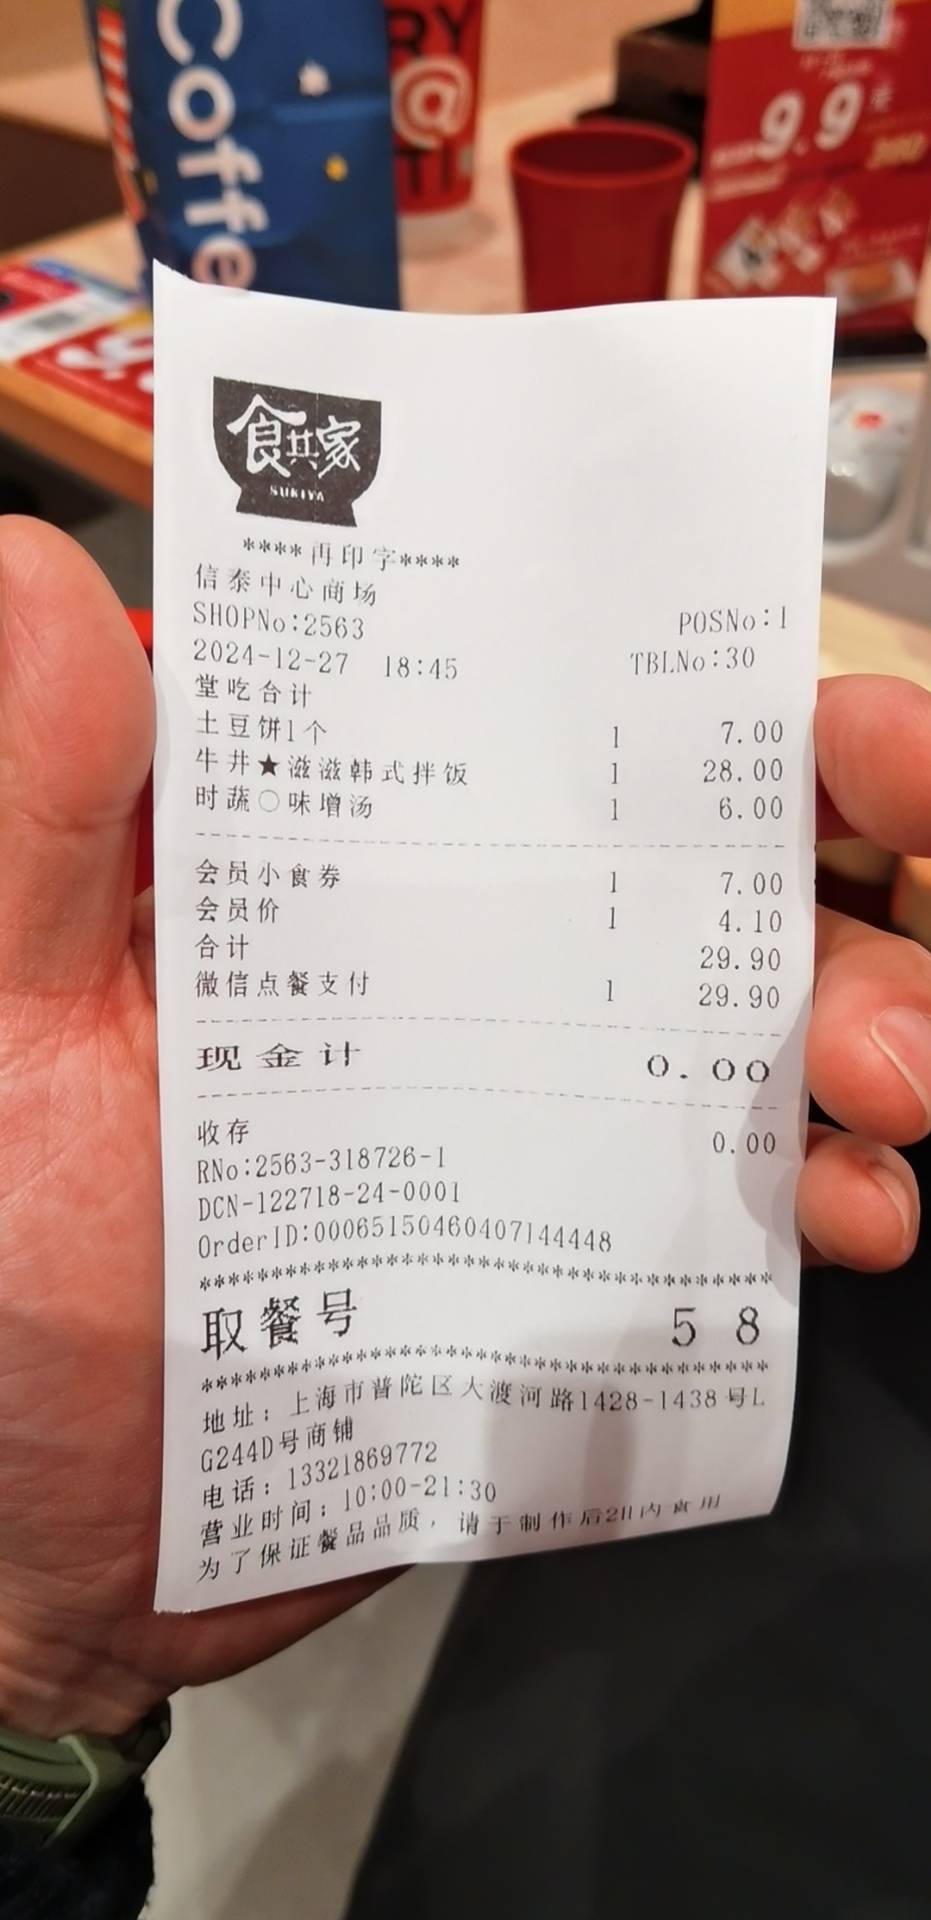 Coffee
RY
@
TI
9.9元
食其家
SUKIYA
****再印字****
信泰中心商场
SHOPNo:2563 POSNo:1
2024-12-27 18:45 TBLNo:30
堂吃合计
土豆饼1个 1 7.00
牛丼★滋滋韩式拌饭 1 28.00
时蔬○味增汤 1 6.00
会员小食券 1 7.00
会员价 1 4.10
合计 29.90
微信点餐支付 1 29.90
现金计 0.00
收存 0.00
RNo:2563-318726-1
DCN-122718-24-0001
OrderID:00065150460407144448
****************************************
取餐号 58
****************************************
地址：上海市普陀区大渡河路1428-1438号L
G244D号商铺
电话：13321869772
营业时间：10:00-21:30
为了保证餐品品质，请于制作后2H内食用